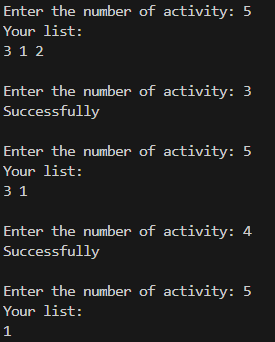 Enter the number of activity: 5
Your list:
3 1 2
Enter the number of activity: 3
Successfully
Enter the number of activity: 5
Your list:
3 1
Enter the number of activity: 4
Successfully
Enter the number of activity: 5
Your list:
1